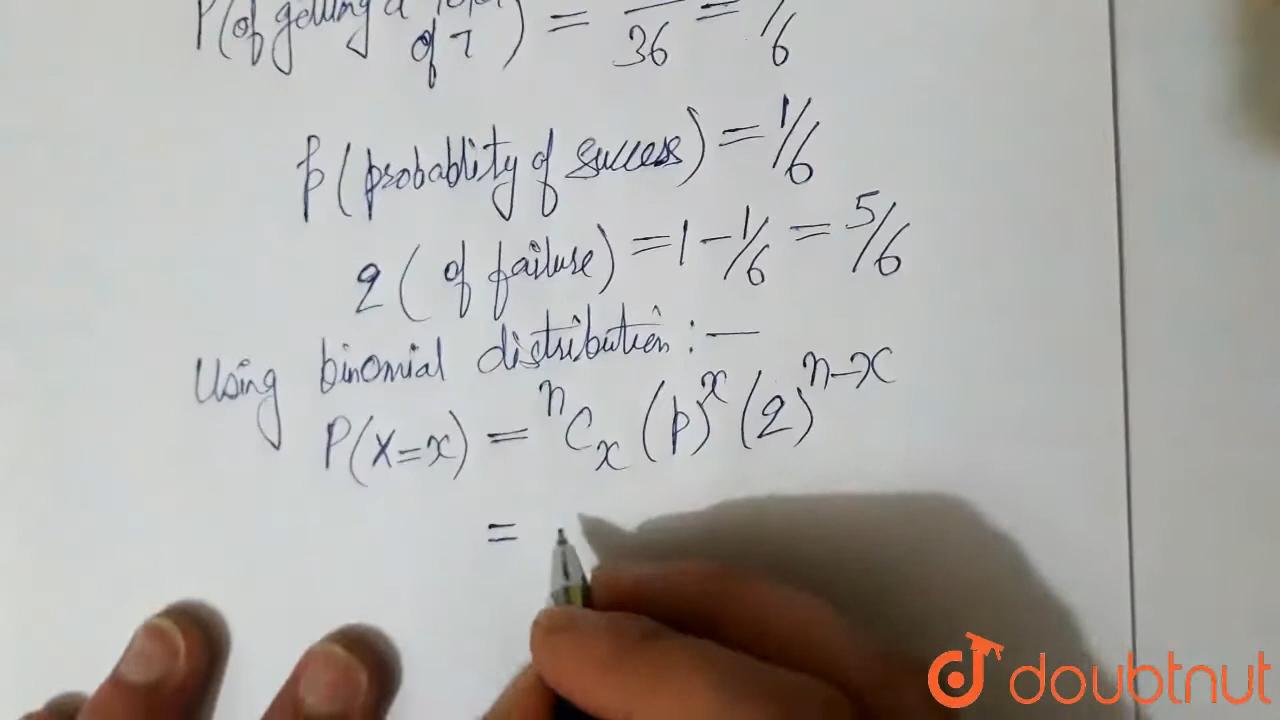 P(of getting a total of 7) = /36 = 1/6
p (probablity of success) = 1/6
q ( of failure) = 1 - 1/6 = 5/6
Using binomial distribution : —
P(X=x) = ⁿCₓ (p)ˣ (q)ⁿ⁻ˣ
=
doubtnut